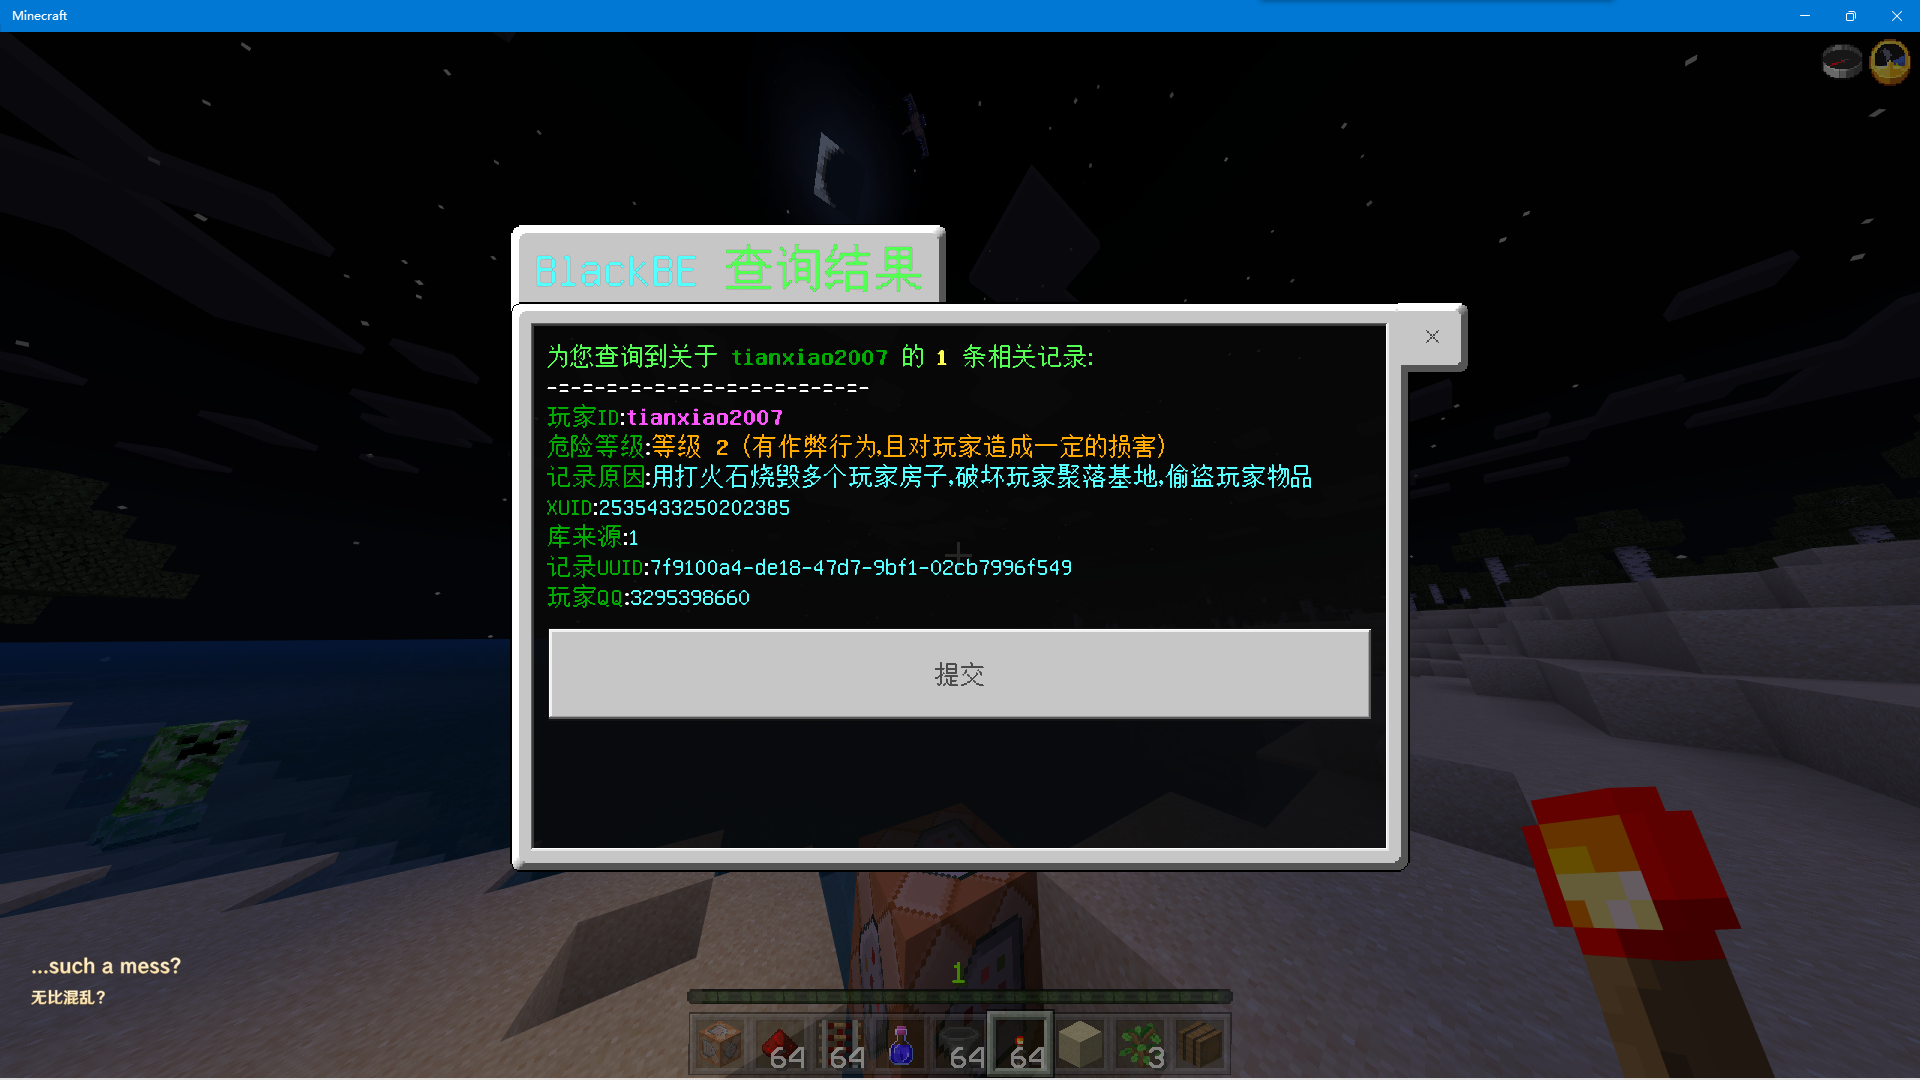 Minecraft
BlackBE 查询结果
为您查询到关于 tianxiao2007 的 1 条相关记录:
-=-=-=-=-=-=-=-=-=-=-=-=-=-
玩家ID:tianxiao2007
危险等级:等级 2 (有作弊行为,且对玩家造成一定的损害)
记录原因:用打火石烧毁多个玩家房子,破坏玩家聚落基地,偷盗玩家物品
XUID:2535433250202385
库来源:1
记录UUID:7f9100a4-de18-47d7-9bf1-02cb7996f549
玩家QQ:3295398660
提交
...such a mess?
无比混乱?
1
64 64 64 64 3